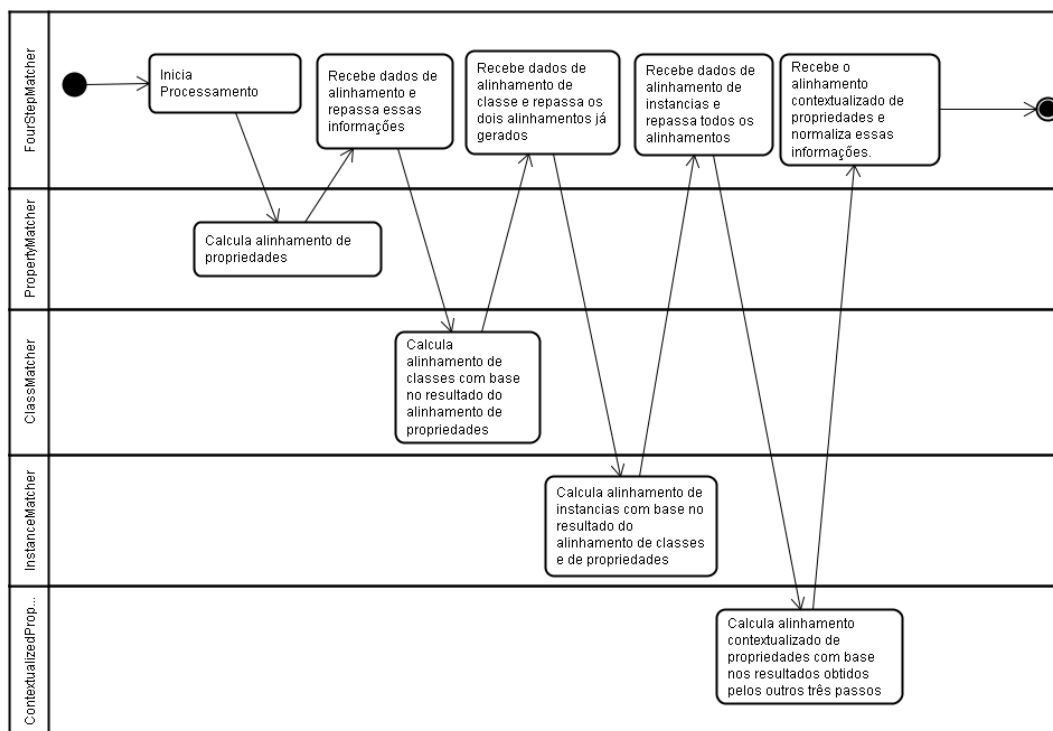 FourStepMatcher
Inicia
Processamento
Recebe dados de
alinhamento e
repassa essas
informações
Recebe dados de
alinhamento de
classe e repassa os
dois alinhamentos já
gerados
Recebe dados de
alinhamento de
instancias e
repassa todos os
alinhamentos
Recebe o
alinhamento
contextualizado de
propriedades e
normaliza essas
informações.
PropertyMatcher
Calcula alinhamento de
propriedades
ClassMatcher
Calcula
alinhamento de
classes com base
no resultado do
alinhamento de
propriedades
InstanceMatcher
Calcula alinhamento de
instancias com base no
resultado do
alinhamento de classes
e de propriedades
ContextualizedProp...
Calcula alinhamento
contextualizado de
propriedades com base
nos resultados obtidos
pelos outros três passos